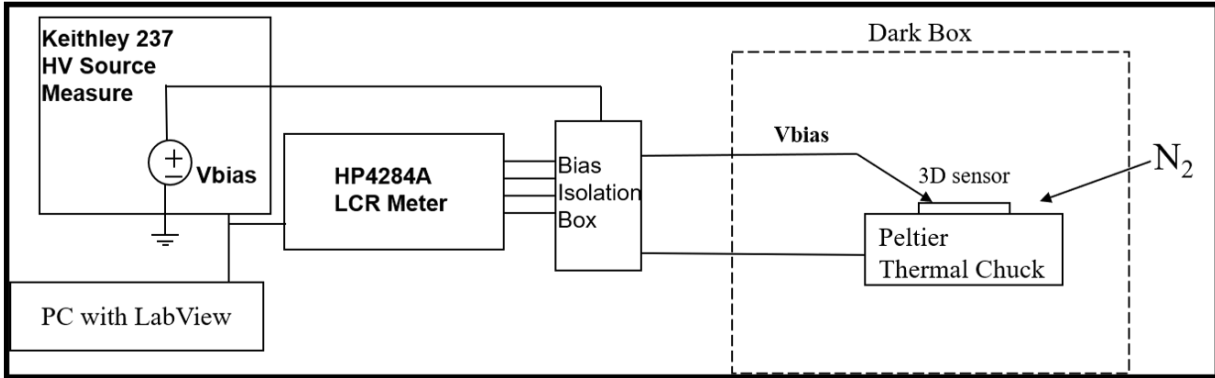 Keithley 237
HV Source
Measure
+
−
Vbias
PC with LabView
HP4284A
LCR Meter
Bias
Isolation
Box
Dark Box
Vbias
3D sensor
N₂
Peltier
Thermal Chuck